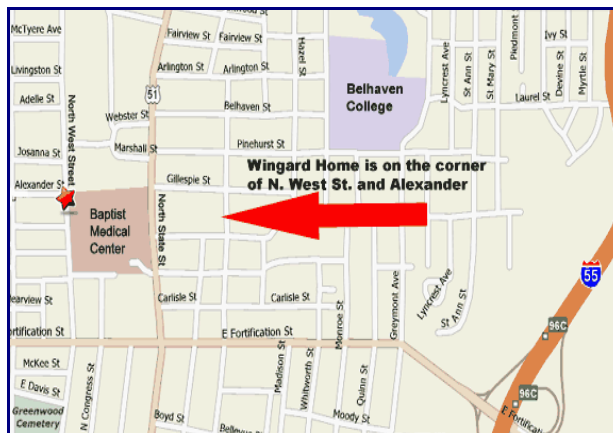 McTyere Ave
Fairview St
Fairview St
Hazel St
Lyncrest Ave
St Ann St
St Mary St
Piedmont
Ivy St
Devine St
Myrtle St
Livingston St
Arlington St
Arlington St
Adelle St
51
Belhaven
College
Laurel St
North West Street
Webster St
Belhaven St
Josanna St
Marshall St
Pinehurst St
Wingard Home is on the corner
of N. West St. and Alexander
Alexander St
Gillespie St
Baptist
Medical
Center
North State St
55
Carlisle St
Carlisle St
Greymont Ave
Lyncrest Ave
St Ann St
96C
earview St
ortification St
E Fortification St
Monroe St
McKee St
E Davis St
N Congress St
Madison St
Whitworth St
Quinn St
96C
Greenwood
Cemetery
Boyd St
Bellevue
Moody St
E Fortification